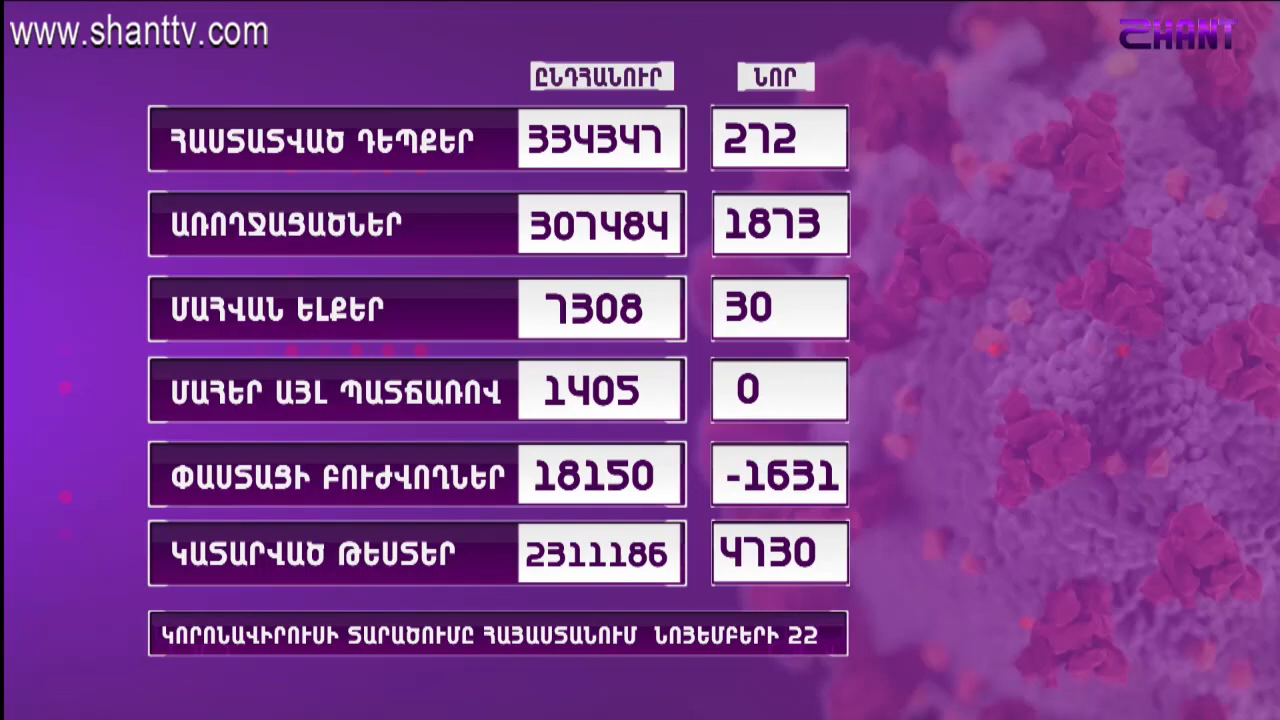 www.shanttv.com
SHANT
ԸՆԴՀԱՆՈՒՐ ՆՈՐ
ՀԱՍՏԱՏՎԱԾ ԴԵՊՔԵՐ 334347 272
ԱՌՈՂՋԱՑԱԾՆԵՐ 307484 1873
ՄԱՀՎԱՆ ԵԼՔԵՐ 7308 30
ՄԱՀԵՐ ԱՅԼ ՊԱՏՃԱՌՈՎ 1405 0
ՓԱՍՏԱՑԻ ԲՈՒԺՎՈՂՆԵՐ 18150 -1631
ԿԱՏԱՐՎԱԾ ԹԵՍՏԵՐ 2311186 4730
ԿՈՐՈՆԱՎԻՐՈՒՍԻ ՏԱՐԱԾՈՒՄԸ ՀԱՅԱՍՏԱՆՈՒՄ ՆՈՅԵՄԲԵՐԻ 22